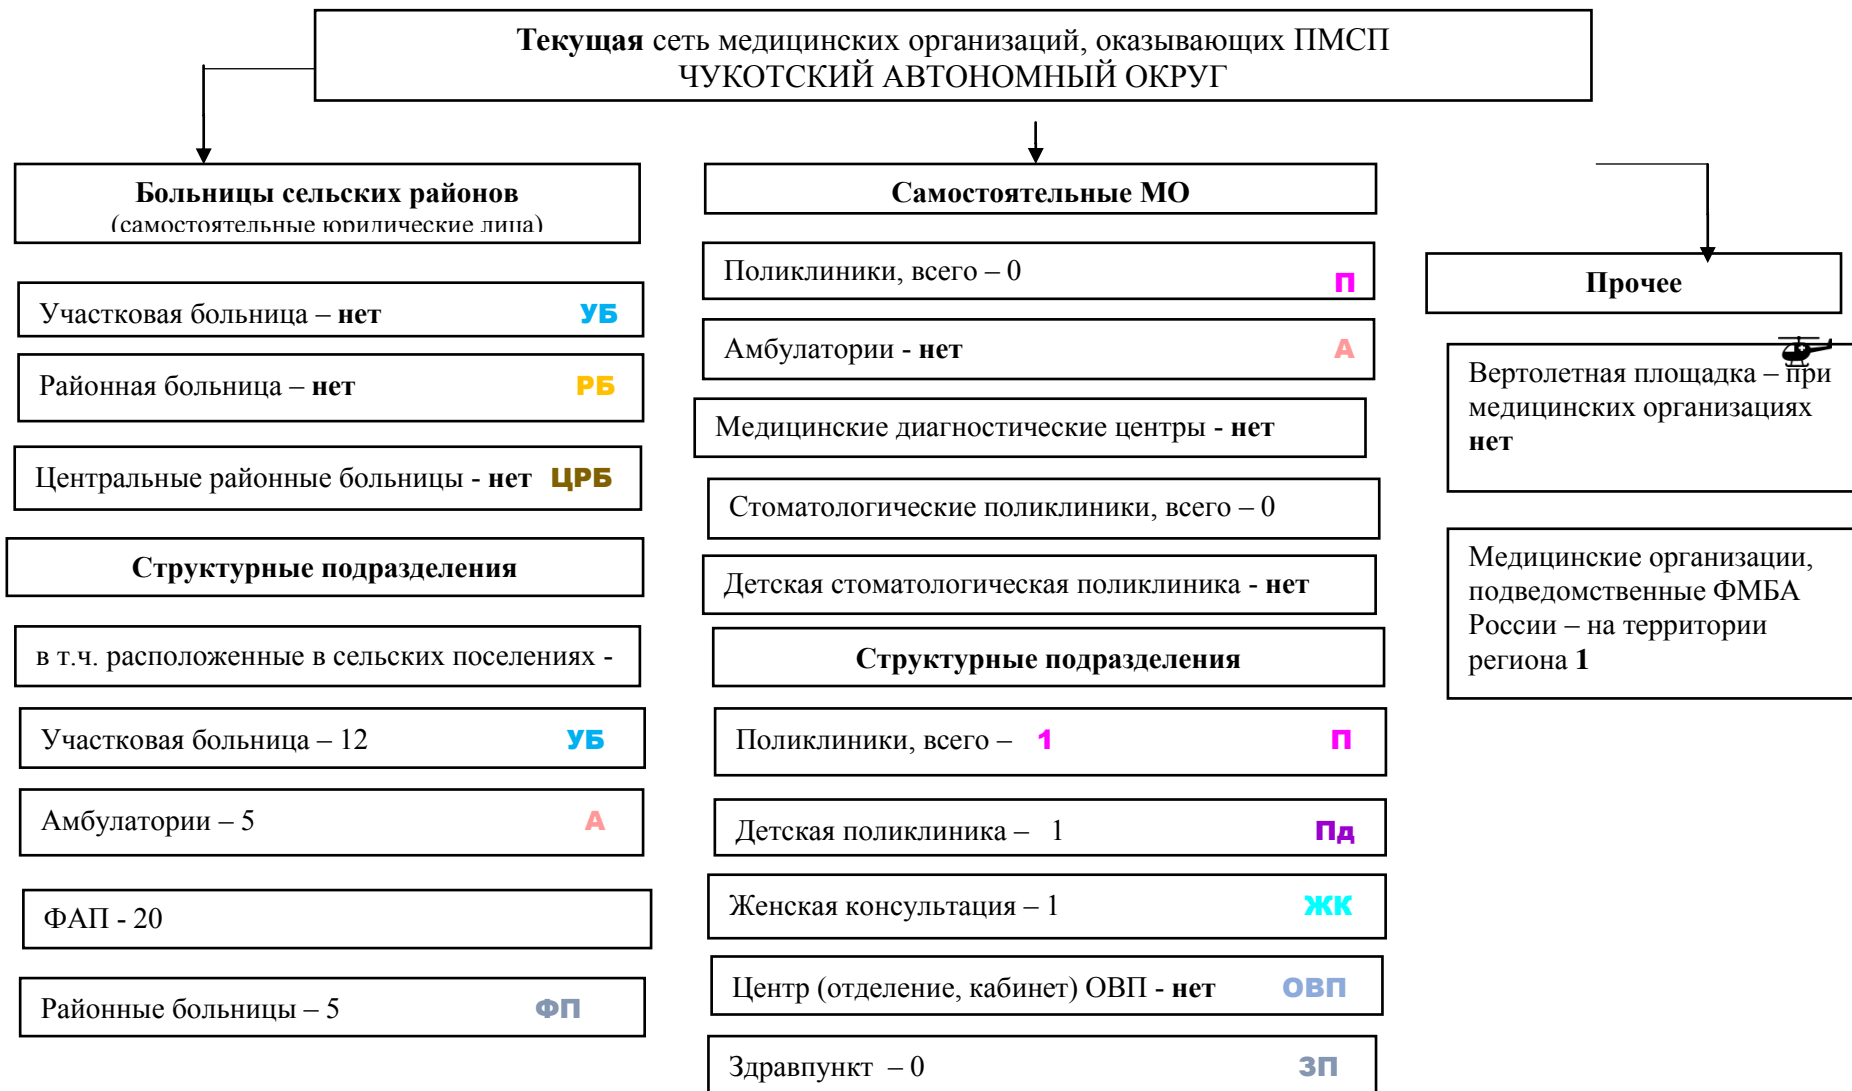 Текущая сеть медицинских организаций, оказывающих ПМСП
ЧУКОТСКИЙ АВТОНОМНЫЙ ОКРУГ
Больницы сельских районов
(самостоятельные юридические лица)
Участковая больница – нет УБ
Районная больница – нет РБ
Центральные районные больницы - нет ЦРБ
Структурные подразделения
в т.ч. расположенные в сельских поселениях -
Участковая больница – 12 УБ
Амбулатории – 5 А
ФАП - 20
Районные больницы – 5 ФП
Самостоятельные МО
Поликлиники, всего – 0 П
Амбулатории - нет А
Медицинские диагностические центры - нет
Стоматологические поликлиники, всего – 0
Детская стоматологическая поликлиника - нет
Структурные подразделения
Поликлиники, всего – 1 П
Детская поликлиника – 1 Пд
Женская консультация – 1 ЖК
Центр (отделение, кабинет) ОВП - нет ОВП
Здравпункт – 0 ЗП
Прочее
Вертолетная площадка – при
медицинских организациях
нет
Медицинские организации,
подведомственные ФМБА
России – на территории
региона 1